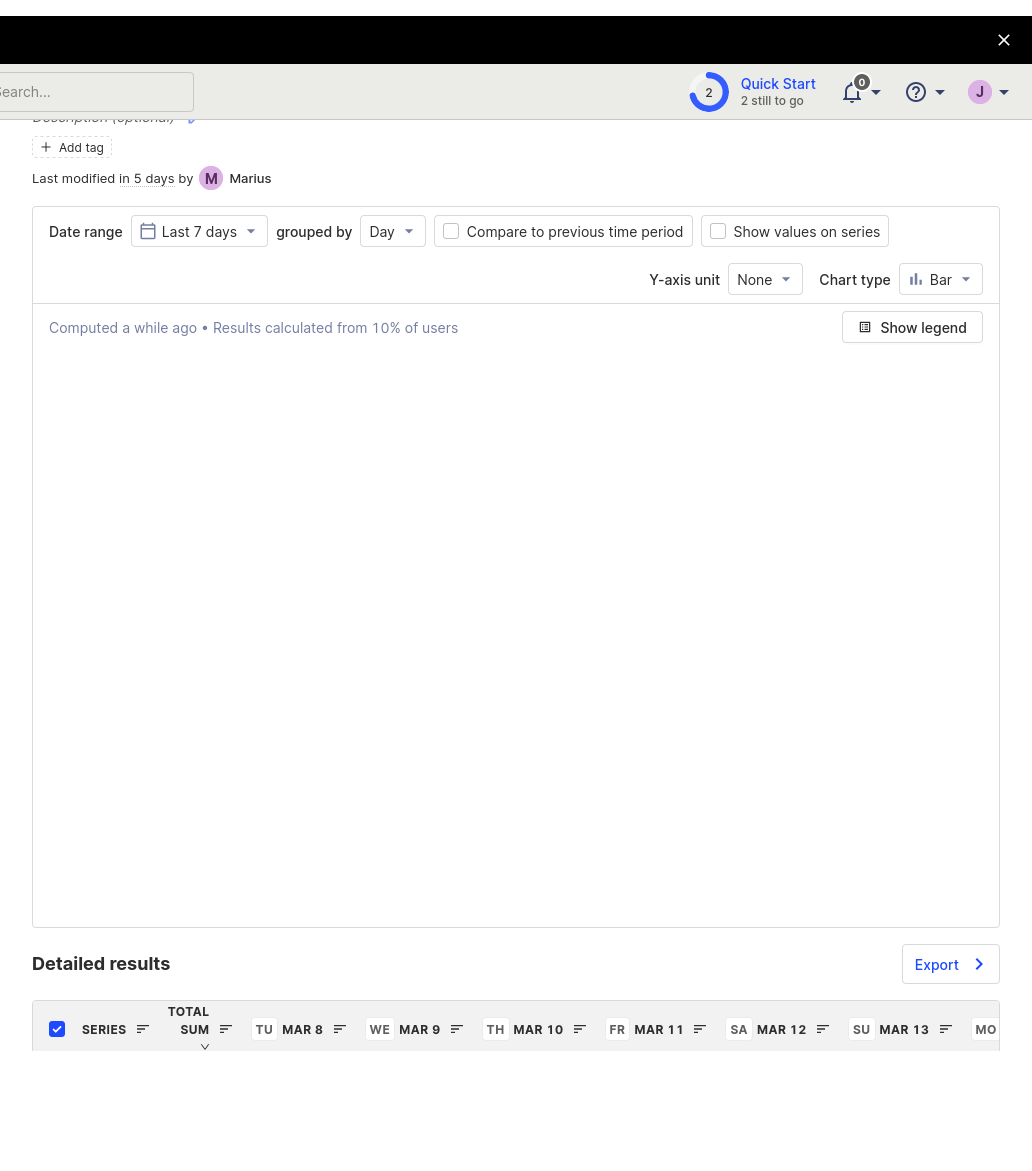 Search...
2
Quick Start
2 still to go
0
J
Description (optional)
Add tag
Last modified in 5 days by M Marius
Date range Last 7 days grouped by Day Compare to previous time period Show values on series
Y-axis unit None Chart type Bar
Computed a while ago • Results calculated from 10% of users Show legend
Detailed results Export
TOTAL
SERIES SUM TU MAR 8 WE MAR 9 TH MAR 10 FR MAR 11 SA MAR 12 SU MAR 13 MO